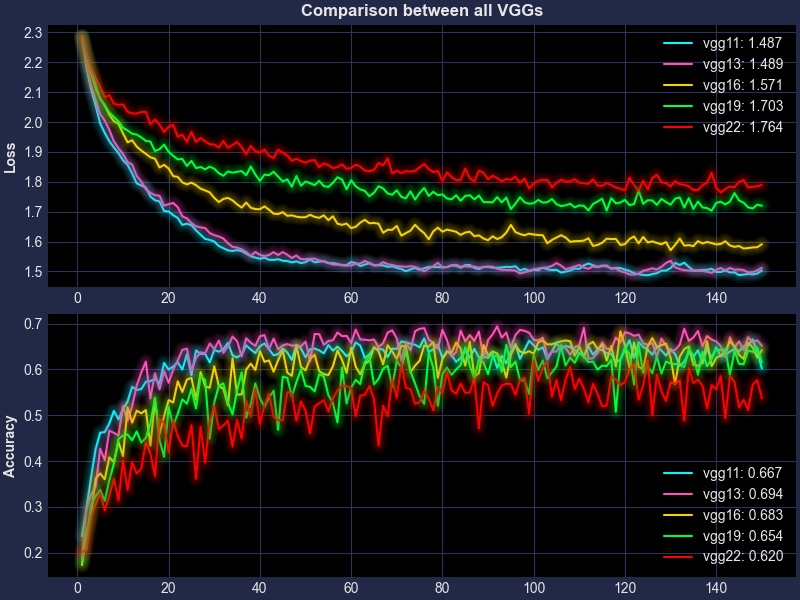 Comparison between all VGGs
Loss
2.3
2.2
2.1
2.0
1.9
1.8
1.7
1.6
1.5
vgg11: 1.487
vgg13: 1.489
vgg16: 1.571
vgg19: 1.703
vgg22: 1.764
0 20 40 60 80 100 120 140
Accuracy
0.7
0.6
0.5
0.4
0.3
0.2
vgg11: 0.667
vgg13: 0.694
vgg16: 0.683
vgg19: 0.654
vgg22: 0.620
0 20 40 60 80 100 120 140